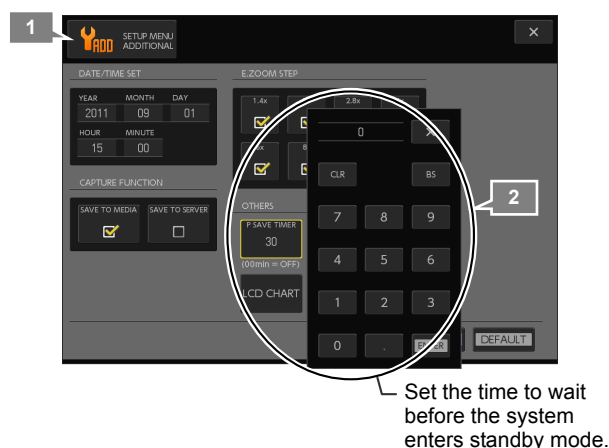 1
ADD
SETUP MENU
ADDITIONAL
×
DATE/TIME SET
YEAR MONTH DAY
2011 09 01
HOUR MINUTE
15 00
CAPTURE FUNCTION
SAVE TO MEDIA SAVE TO SERVER
E.ZOOM STEP
1.4x 2.8x
OTHERS
P SAVE TIMER
30
(00min = OFF)
LCD CHART
0
CLR BS
7 8 9
4 5 6
1 2 3
0 . ENTER
DEFAULT
2
Set the time to wait
before the system
enters standby mode.